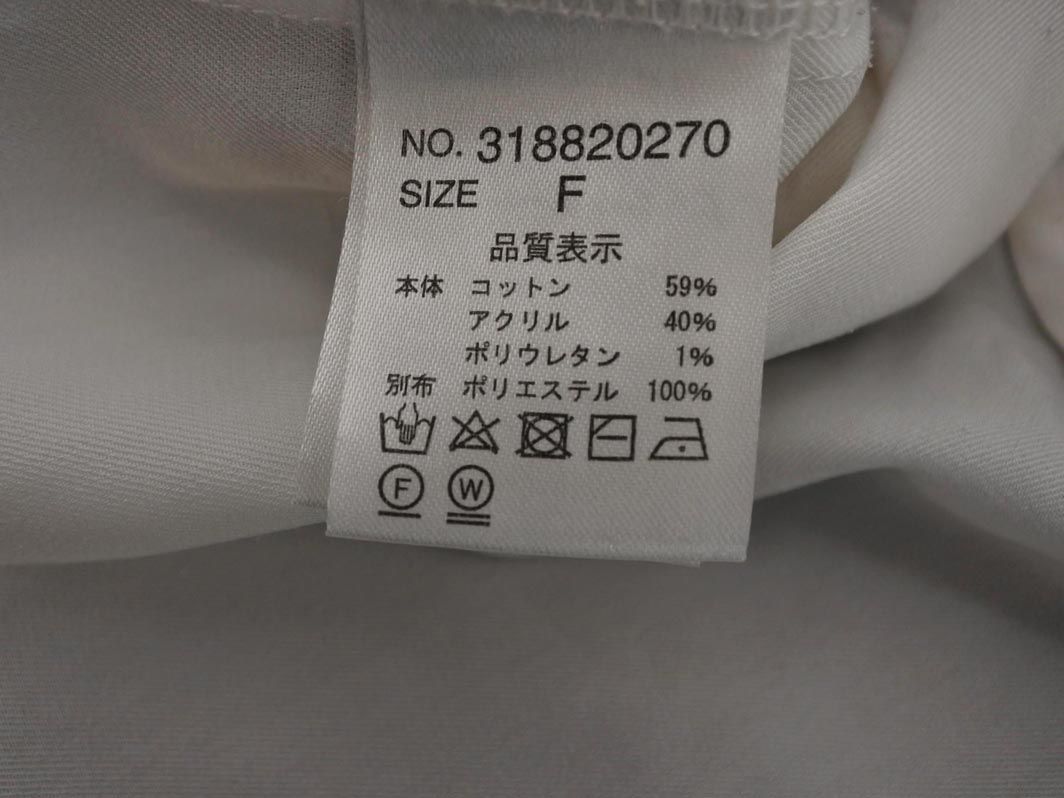 NO. 318820270
SIZE F
品質表示
本体 コットン 59%
アクリル 40%
ポリウレタン 1%
別布 ポリエステル 100%
F W